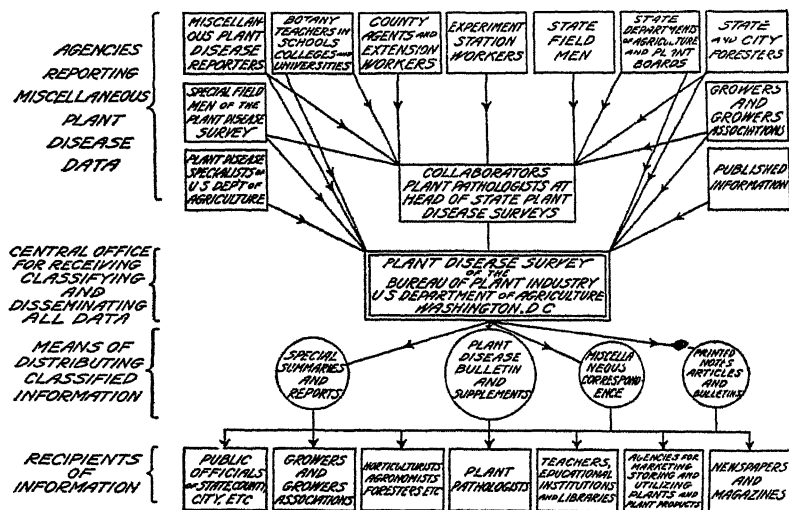 AGENCIES
REPORTING
MISCELLANEOUS
PLANT
DISEASE
DATA
MISCELLAN-
OUS PLANT
DISEASE
REPORTERS
BOTANY
TEACHERS IN
SCHOOLS
COLLEGES AND
UNIVERSITIES
COUNTY
AGENTS AND
EXTENSION
WORKERS
EXPERIMENT
STATION
WORKERS
STATE
FIELD
MEN
STATE
DEPARTMENTS
OF AGRICULTURE
AND PLANT
BOARDS
STATE
AND CITY
FORESTERS
SPECIAL FIELD
MEN OF THE
PLANT DISEASE
SURVEY
GROWERS
AND
GROWERS
ASSOCIATIONS
PLANT DISEASE
SPECIALISTS OF
U S DEPT OF
AGRICULTURE
COLLABORATORS
PLANT PATHOLOGISTS AT
HEAD OF STATE PLANT
DISEASE SURVEYS
PUBLISHED
INFORMATION
CENTRAL OFFICE
FOR RECEIVING
CLASSIFYING
AND
DISSEMINATING
ALL DATA
PLANT DISEASE SURVEY
OF THE
BUREAU OF PLANT INDUSTRY
U S DEPARTMENT OF AGRICULTURE
WASHINGTON, D C
MEANS OF
DISTRIBUTING
CLASSIFIED
INFORMATION
SPECIAL
SUMMARIES
AND
REPORTS
PLANT
DISEASE
BULLETIN
AND
SUPPLEMENTS
MISCELLA
NEOUS
CORRESPOND
ENCE
PRINTED
NOTES
ARTICLES
AND
BULLETINS
RECIPIENTS
OF
INFORMATION
PUBLIC
OFFICIALS
OF STATE, COUNTY,
CITY, ETC
GROWERS
AND
GROWERS
ASSOCIATIONS
HORTICULTURISTS
AGRONOMISTS
FORESTERS ETC
PLANT
PATHOLOGISTS
TEACHERS,
EDUCATIONAL
INSTITUTIONS
AND LIBRARIES
AGENCIES FOR
MARKETING
STORING AND
UTILIZING
PLANTS AND
PLANT PRODUCTS
NEWSPAPERS
AND
MAGAZINES